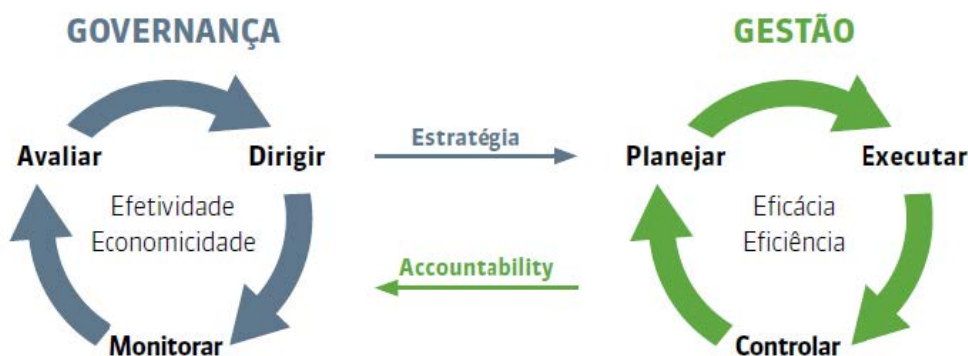 GOVERNANÇA
GESTÃO
Avaliar
Dirigir
Estratégia
Planejar
Executar
Efetividade
Economicidade
Eficácia
Eficiência
Accountability
Monitorar
Controlar